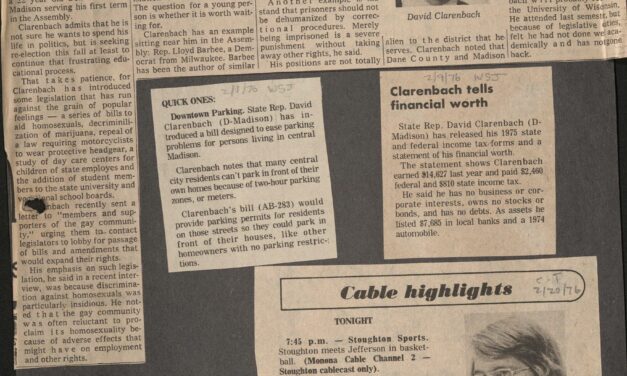 Madison serving his first term
in the Assembly.
Clarenbach admits that he is
not sure he wants to spend his
life in politics, but is seeking
re-election this fall at least to
continue that frustrating edu-
cational process.
That takes patience, for
Clarenbach has introduced
some legislation that has run
against the grain of popular
feelings — a series of bills to
aid homosexuals, decriminili-
zation of marijuana, repeal of
a law requiring motorcyclists
to wear protective headgear, a
study of day care centers for
children of state employes and
the addition of student mem-
bers to the state university and
school boards.
recently sent a
letter to "members and sup-
porters of the gay communi-
ty," urging them to contact
legislators to lobby for passage
of bills and amendments that
would expand their rights.
His emphasis on such legis-
lation, he said in a recent inter-
view, was because discrimina-
tion against homosexuals was
particularly insidious. He not-
ed that the gay community
was often reluctant to pro-
claim its homosexuality be-
cause of adverse effects that
might have on employment
and other rights.
The question for a young per-
son is whether it is worth wait-
ing for.
Clarenbach has an example
sitting near him in the Assem-
bly: Rep. Lloyd Barbee, a Dem-
ocrat from Milwaukee. Barbee
has been the author of similar
Another
stand that prisoners should not
be dehumanized by correc-
tional procedures. Merely
being imprisoned is a severe
punishment without taking
away other rights, he said.
His positions are not totally
David Clarenbach
alien to the district that he
serves. Clarenbach noted that
Dane County and Madison
the University of Wisconsin.
He attended last semester, but
because of legislative
felt he had not done well aca-
demically and has not gone
back.
2/8/76 WSJ
QUICK ONES:
Downtown Parking. State Rep. David
Clarenbach (D-Madison) has in-
troduced a bill designed to ease parking
problems for persons living in central
Madison.
Clarenbach notes that many central
city residents can't park in front of their
own homes because of two-hour parking
zones, or meters.
Clarenbach's bill (AB-283) would
provide parking permits for residents
on those streets so they could park in
front of their houses, like other
homeowners with no parking restric-
tions.
2/9/76 WSJ
Clarenbach tells
financial worth
State Rep. David Clarenbach (D-
Madison) has released his 1975 state
and federal income tax-forms and a
statement of his financial worth.
The statement shows Clarenbach
earned $14,627 last year and paid $2,460
federal and $810 state income tax.
He said he has no business or cor-
porate interests, owns no stocks or
bonds, and has no debts. As assets he
listed $7,685 in local banks and a 1974
automobile.
C-T
2/20/76
Cable highlights
TONIGHT
7:45 p.m. — Stoughton Sports.
Stoughton meets Jefferson in basket-
ball. (Monona Cable Channel 2 —
Stoughton cablecast only).